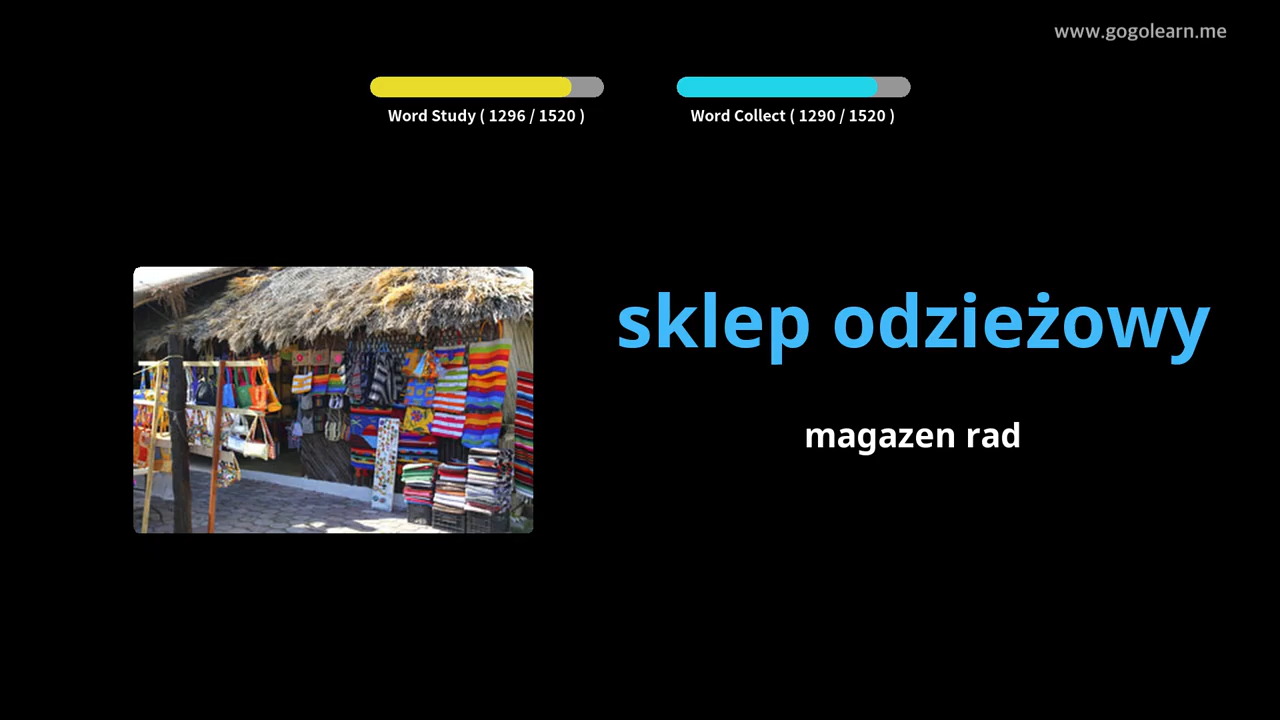 www.gogolearn.me
Word Study ( 1296 / 1520 )
Word Collect ( 1290 / 1520 )
sklep odzieżowy
magazen rad